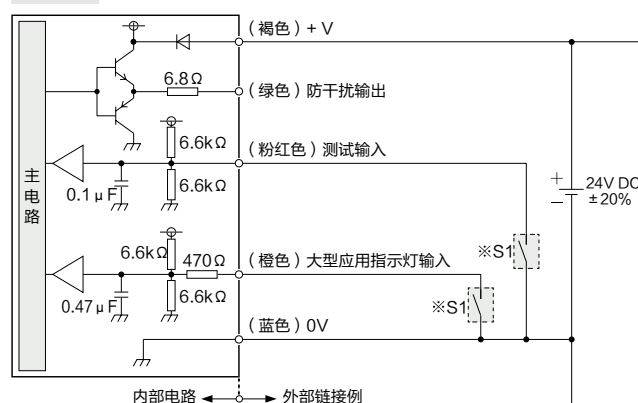 （褐色）+ V
6.8Ω
（绿色）防干扰输出
6.6kΩ
（粉红色）测试输入
主电路
0.1μF
6.6kΩ
+
−
24V DC
±20%
※S1
6.6kΩ
470Ω
（橙色）大型应用指示灯输入
0.47μF
6.6kΩ
※S1
（蓝色）0V
内部电路
外部链接例